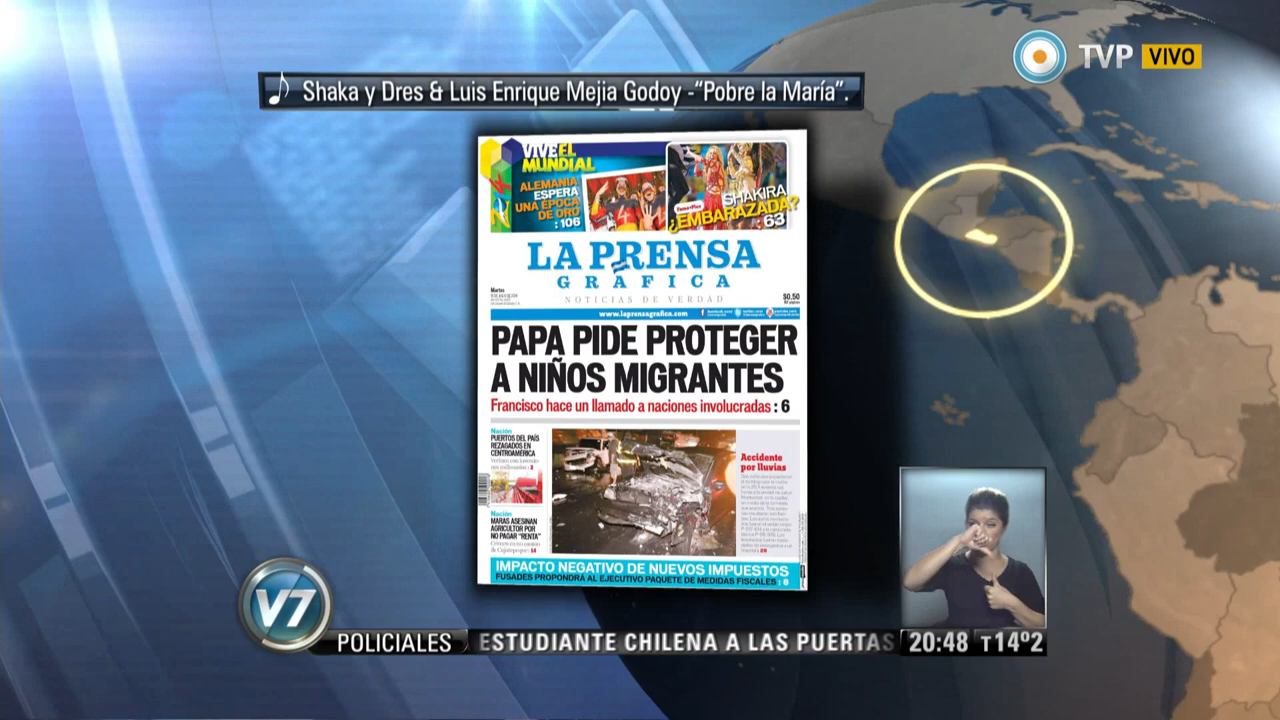 TVP VIVO
Shaka y Dres & Luis Enrique Mejia Godoy -“Pobre la María”.
VIVE EL
MUNDIAL
ALEMANIA
ESPERA
UNA ÉPOCA
DE ORO
: 106
SHAKIRA
¿EMBARAZADA?
: 63
LA PRENSA
GRÁFICA
NOTICIAS DE VERDAD
Martes
$0.50
www.laprensagrafica.com
PAPA PIDE PROTEGER
A NIÑOS MIGRANTES
Francisco hace un llamado a naciones involucradas : 6
Nación
PUERTOS DEL PAÍS
REZAGADOS EN
CENTROAMÉRICA
Nación
MARAS ASESINAN
AGRICULTOR POR
NO PAGAR “RENTA”
Accidente
por lluvias
IMPACTO NEGATIVO DE NUEVOS IMPUESTOS
FUSADES PROPONDRÁ AL EJECUTIVO PAQUETE DE MEDIDAS FISCALES : 8
V7
POLICIALES
ESTUDIANTE CHILENA A LAS PUERTAS
20:48 T14º2